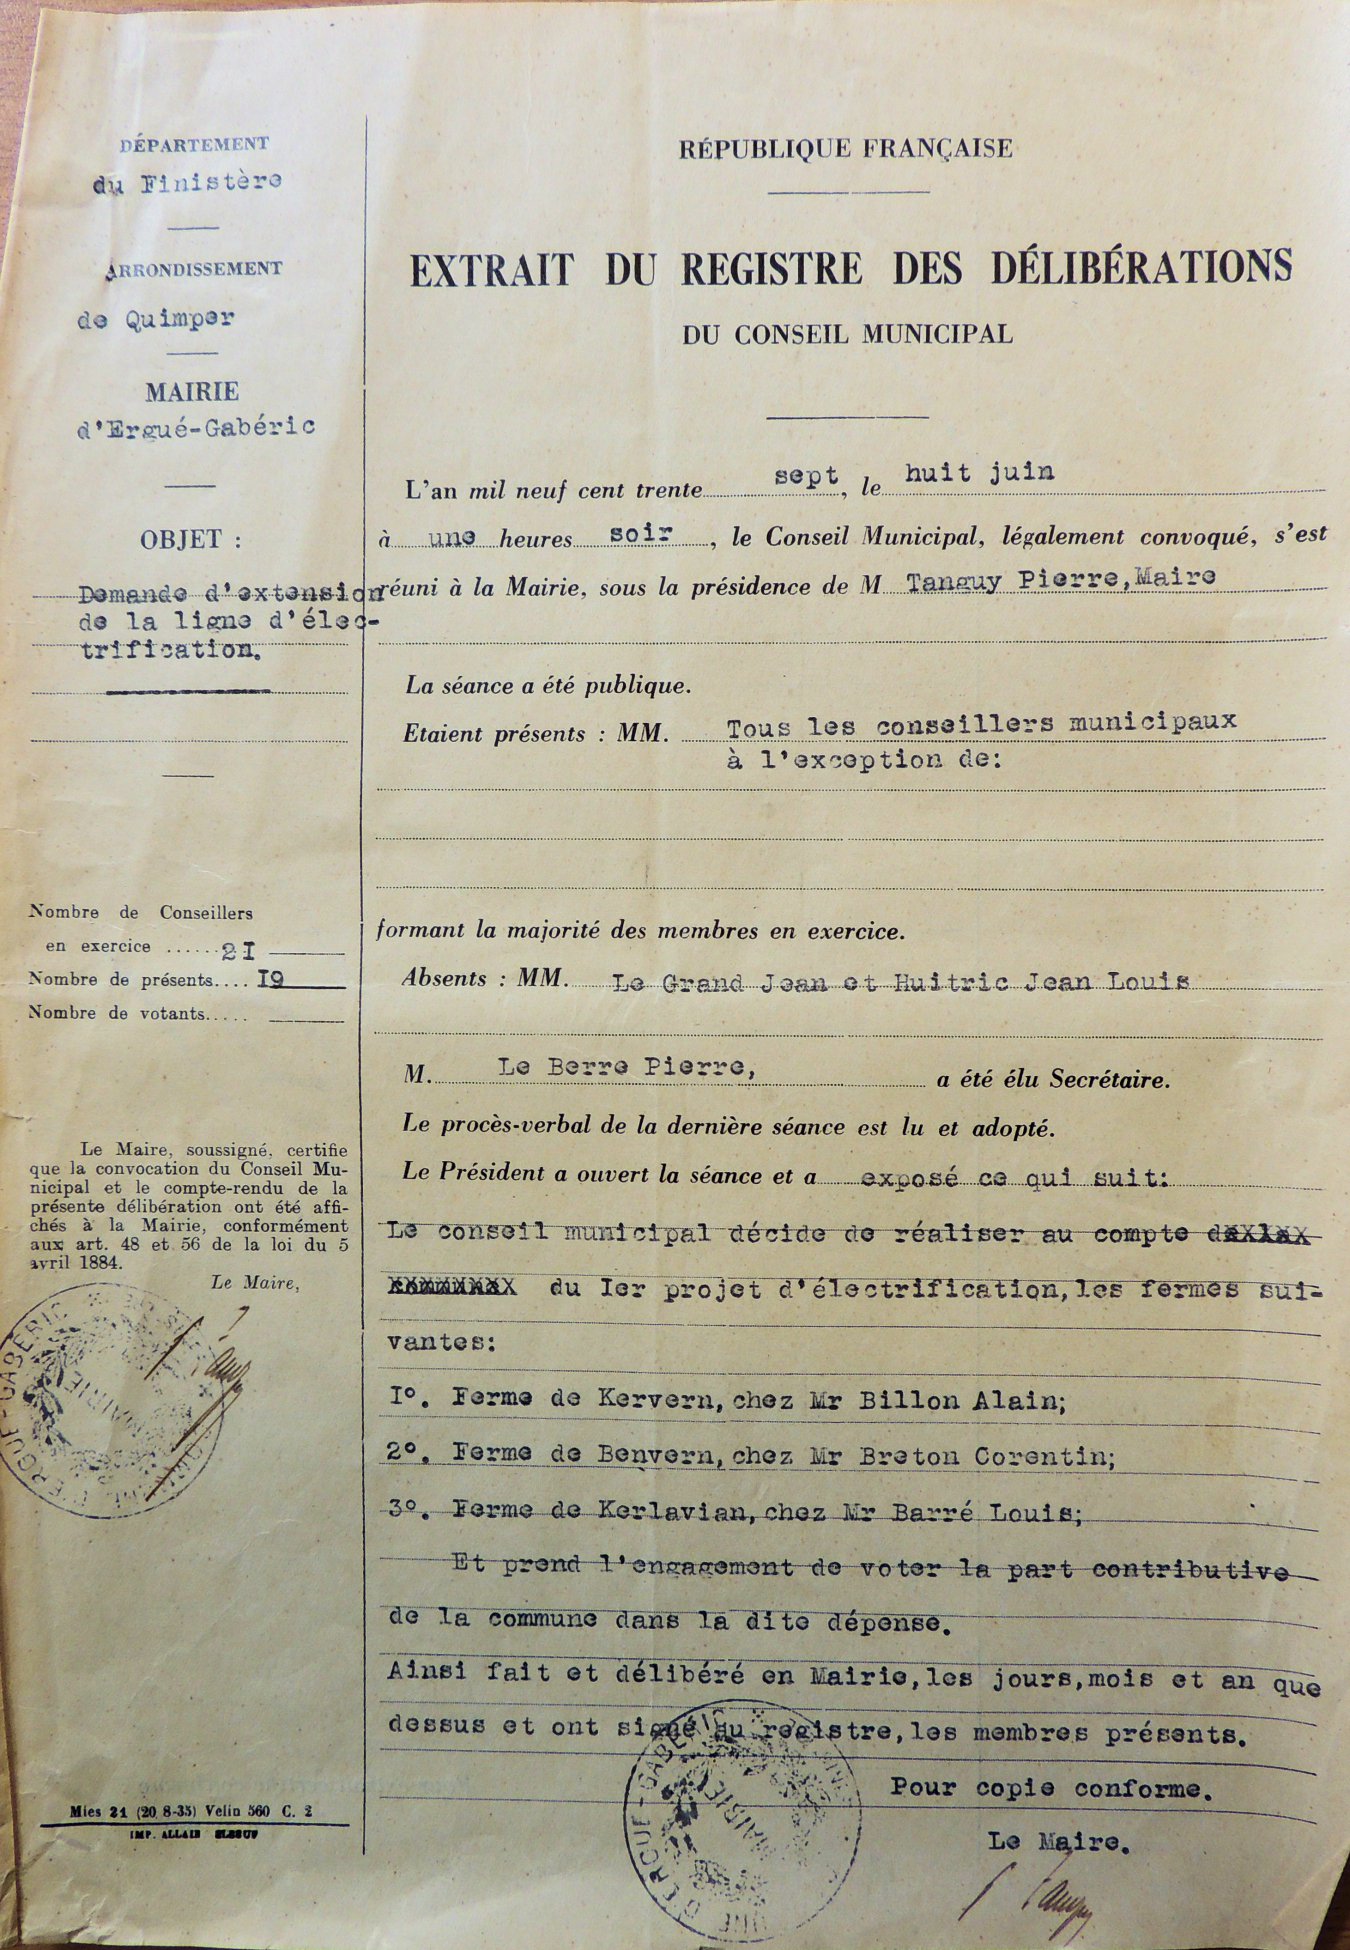 DÉPARTEMENT
du Finistère
ARRONDISSEMENT
de Quimper
MAIRIE
d'Ergué-Gabéric
OBJET :
Demande d'extension
de la ligne d'élec-
trification.
Nombre de Conseillers
en exercice ......2I
Nombre de présents.... I9
Nombre de votants.....
Le Maire, soussigné, certifie
que la convocation du Conseil Mu-
nicipal et le compte-rendu de la
présente délibération ont été affi-
chés à la Mairie, conformément
aux art. 48 et 56 de la loi du 5
avril 1884.
Le Maire,
MAIRIE
Mies 21 (20 8-35) Velin 560 C. 2
IMP. ALLAIN
RÉPUBLIQUE FRANÇAISE
EXTRAIT DU REGISTRE DES DÉLIBÉRATIONS
DU CONSEIL MUNICIPAL
L'an mil neuf cent trente sept, le huit juin
à une heures soir, le Conseil Municipal, légalement convoqué, s'est
réuni à la Mairie, sous la présidence de M Tanguy Pierre,Maire
La séance a été publique.
Etaient présents : MM. Tous les conseillers municipaux
à l'exception de:
formant la majorité des membres en exercice.
Absents : MM. Le Grand Jean et Huitric Jean Louis
M. Le Berre Pierre, a été élu Secrétaire.
Le procès-verbal de la dernière séance est lu et adopté.
Le Président a ouvert la séance et a exposé ce qui suit:
Le conseil municipal décide de réaliser au compte
du Ier projet d'électrification,les fermes sui-
vantes:
I°. Ferme de Kervern,chez Mr Billon Alain;
2°. Ferme de Benvern,chez Mr Breton Corentin;
3°. Ferme de Kerlavian,chez Mr Barré Louis;
Et prend l'engagement de voter la part contributive
de la commune dans la dite dépense.
Ainsi fait et délibéré en Mairie,les jours,mois et an que
dessus et ont signé au registre,les membres présents.
Pour copie conforme.
Le Maire.
MAIRIE